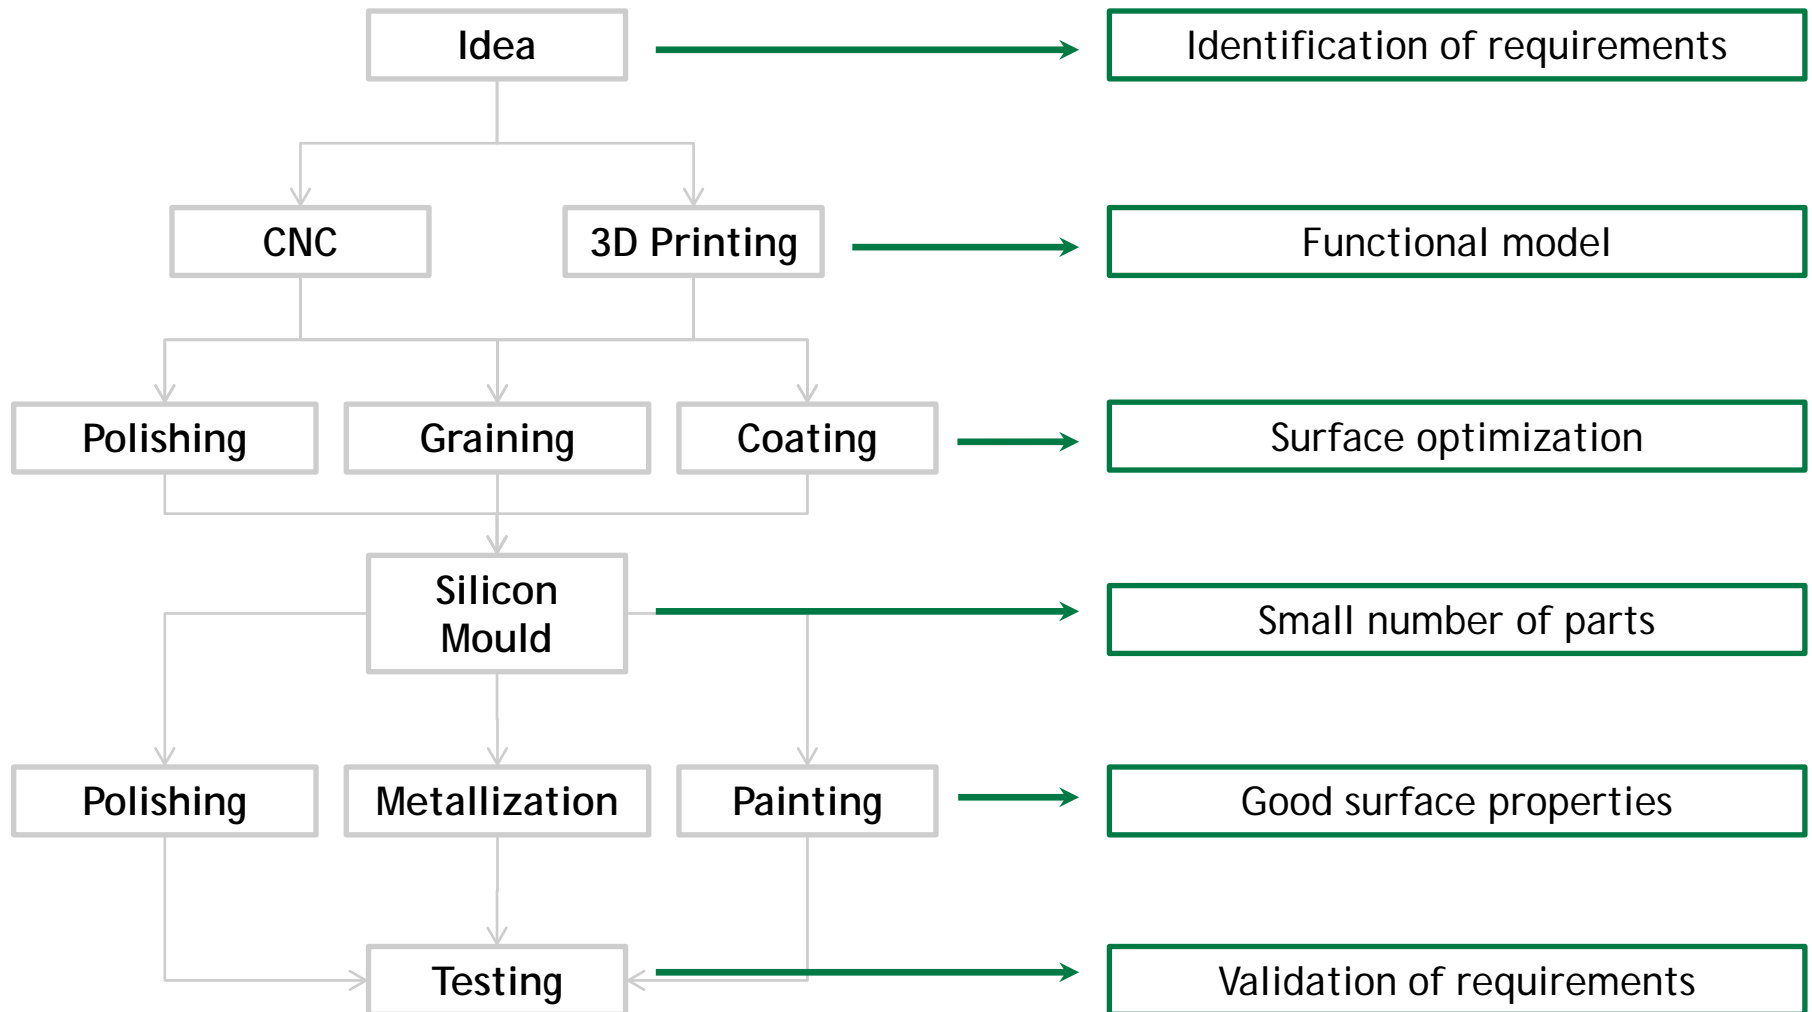 Idea
Identification of requirements
CNC
3D Printing
Functional model
Polishing
Graining
Coating
Surface optimization
Silicon
Mould
Small number of parts
Polishing
Metallization
Painting
Good surface properties
Testing
Validation of requirements